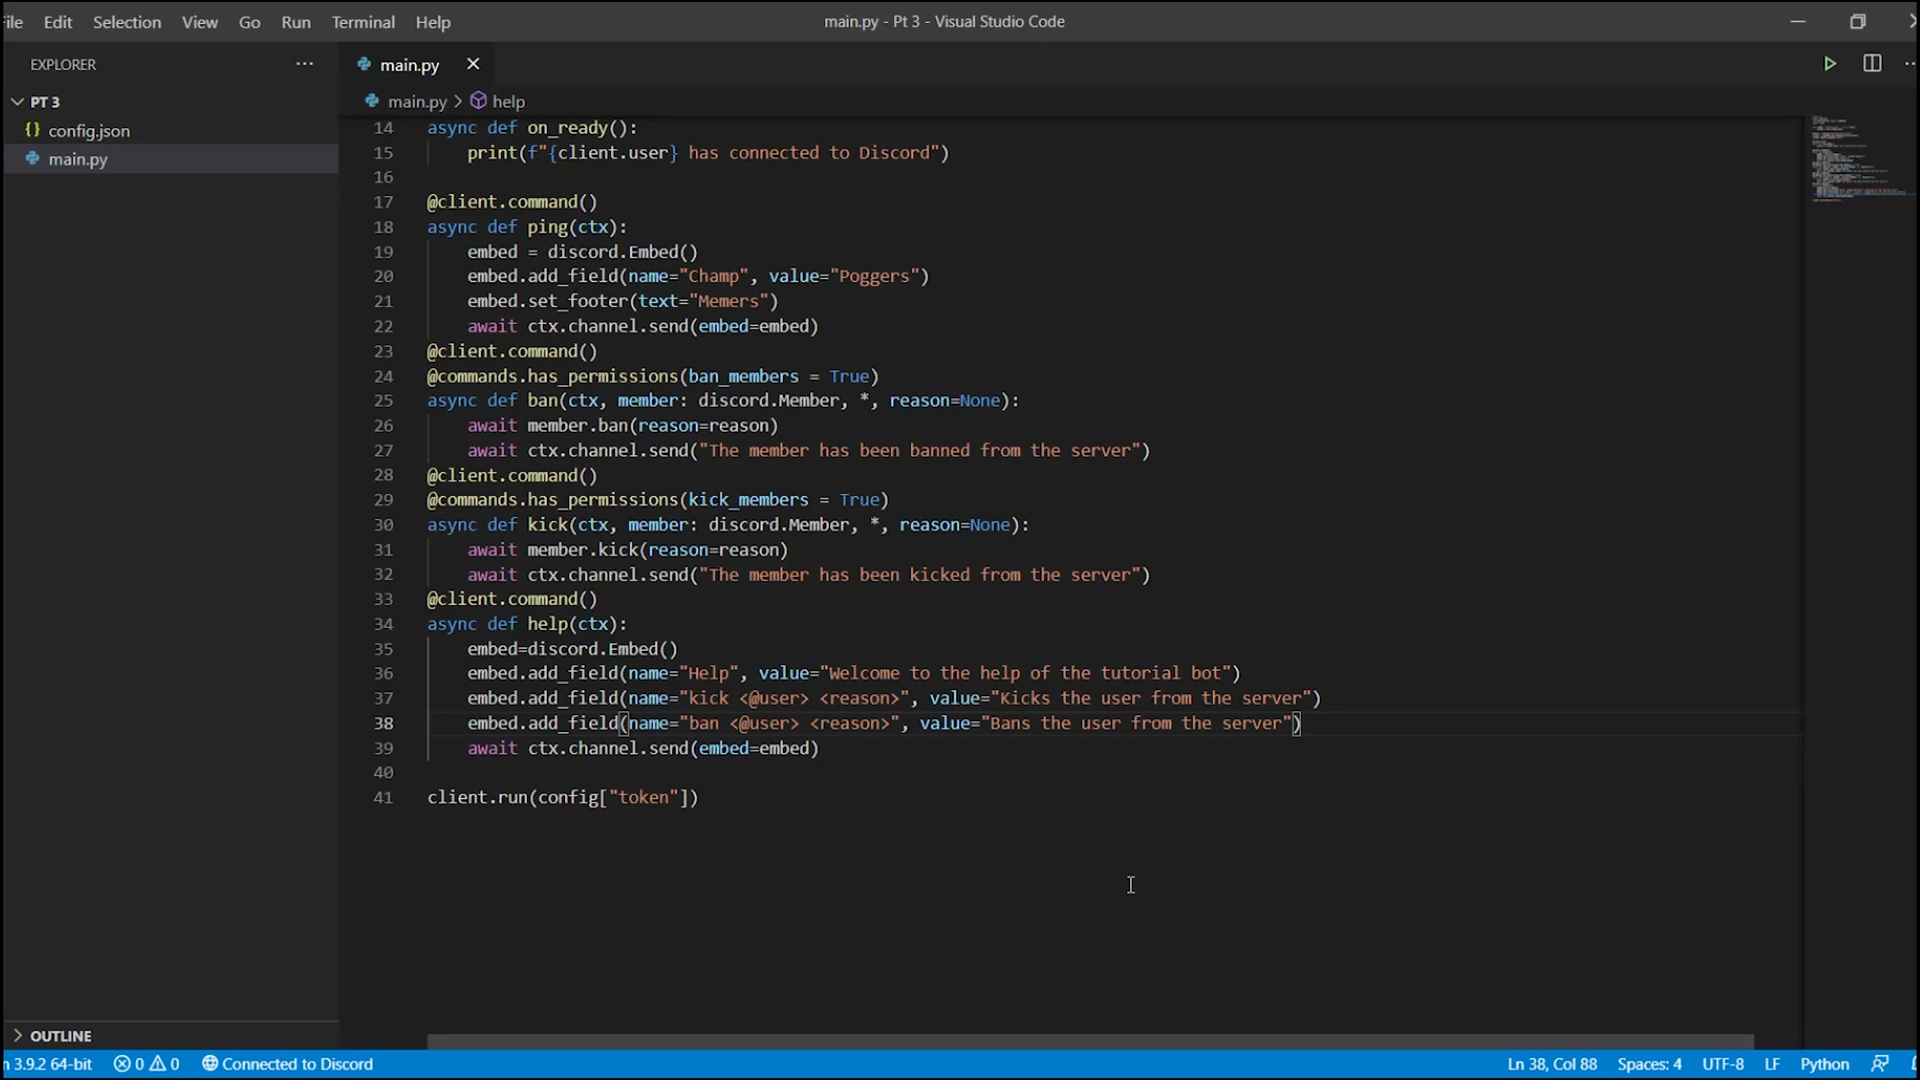 ile Edit Selection View Go Run Terminal Help main.py - Pt 3 - Visual Studio Code
EXPLORER
main.py
PT 3
main.py > help
{} config.json
main.py
14 async def on_ready():
15 print(f"{client.user} has connected to Discord")
16
17 @client.command()
18 async def ping(ctx):
19 embed = discord.Embed()
20 embed.add_field(name="Champ", value="Poggers")
21 embed.set_footer(text="Memers")
22 await ctx.channel.send(embed=embed)
23 @client.command()
24 @commands.has_permissions(ban_members = True)
25 async def ban(ctx, member: discord.Member, *, reason=None):
26 await member.ban(reason=reason)
27 await ctx.channel.send("The member has been banned from the server")
28 @client.command()
29 @commands.has_permissions(kick_members = True)
30 async def kick(ctx, member: discord.Member, *, reason=None):
31 await member.kick(reason=reason)
32 await ctx.channel.send("The member has been kicked from the server")
33 @client.command()
34 async def help(ctx):
35 embed=discord.Embed()
36 embed.add_field(name="Help", value="Welcome to the help of the tutorial bot")
37 embed.add_field(name="kick <@user> <reason>", value="Kicks the user from the server")
38 embed.add_field(name="ban <@user> <reason>", value="Bans the user from the server")
39 await ctx.channel.send(embed=embed)
40
41 client.run(config["token"])
OUTLINE
n 3.9.2 64-bit 0 0 Connected to Discord Ln 38, Col 88 Spaces: 4 UTF-8 LF Python